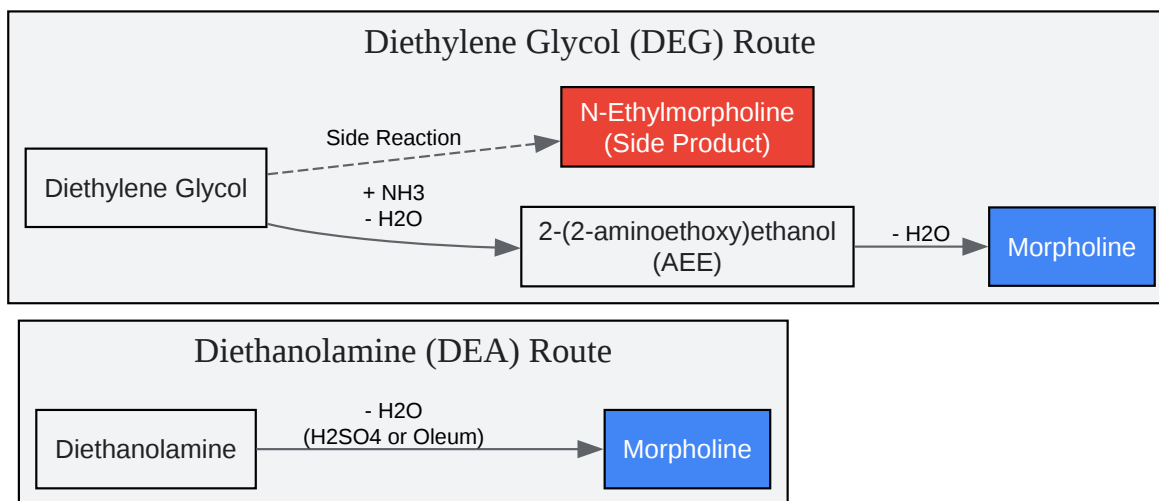 Diethylene Glycol (DEG) Route
N-Ethylmorpholine
(Side Product)
Side Reaction
Diethylene Glycol
+ NH3
- H2O
2-(2-aminoethoxy)ethanol
(AEE)
- H2O
Morpholine
Diethanolamine (DEA) Route
Diethanolamine
- H2O
(H2SO4 or Oleum)
Morpholine